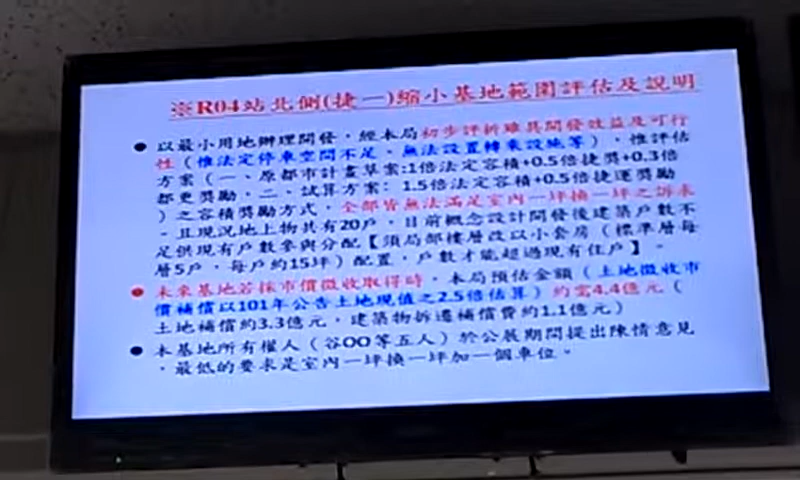 ※R04站北側(捷一)縮小基地範圍評估及說明
●以最小用地辦理開發，經本局初步評析雖具開發效益及可行
性（惟法定停車空間不足、無法設置轉乘設施等），惟評估
方案（一、原都市計畫草案:1倍法定容積+0.5倍捷獎+0.3倍
都更獎勵、二、試算方案： 1.5倍法定容積+0.5倍捷運獎勵
）之容積獎勵方式，全部皆無法滿足室內一坪換一坪之訴求
。且現況地上物共有20戶，目前概念設計開發後建築戶數不
足供現有戶數參與分配【須局部樓層改以小套房（標準層每
層5戶，每戶約15坪）配置，戶數才能超過現有住戶】。
●未來基地若採市價徵收取得時，本局預估金額（土地徵收市
價補償以101年公告土地現值之2.5倍估算）約需4.4億元（
土地補償約3.3億元，建築物拆遷補償費約1.1億元）
●本基地所有權人（谷OO等五人）於公展期間提出陳情意見
，最低的要求是室內一坪換一坪加一個車位。